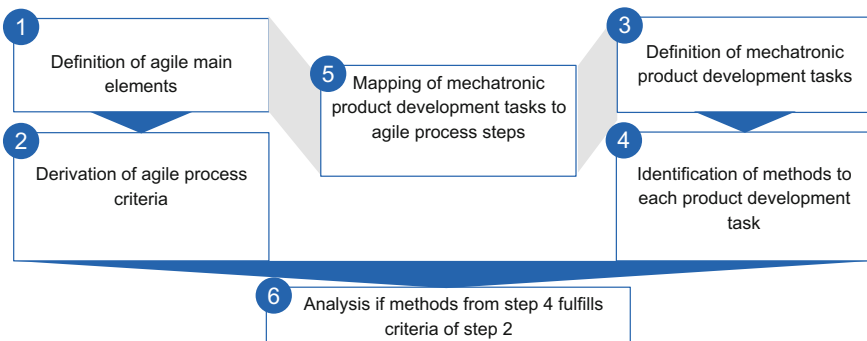 1
Definition of agile main
elements
2
Derivation of agile process
criteria
3
Definition of mechatronic
product development tasks
4
Identification of methods to
each product development
task
5
Mapping of mechatronic
product development tasks to
agile process steps
6
Analysis if methods from step 4 fulfills
criteria of step 2